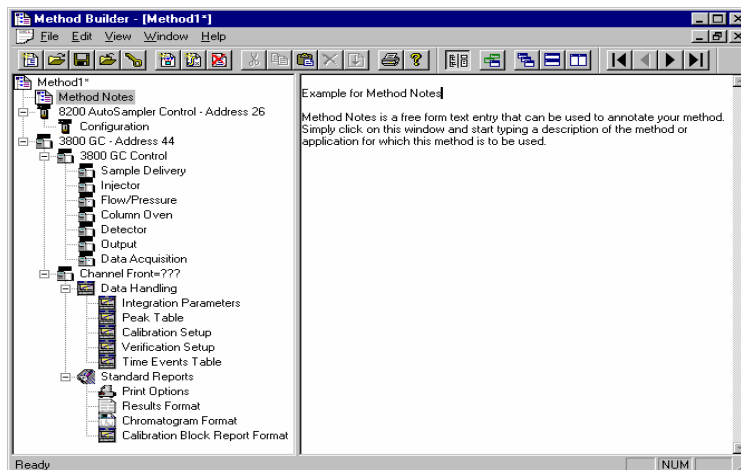 Method Builder - [Method1*]
File Edit View Window Help
Method1*
Method Notes
8200 AutoSampler Control - Address 26
Configuration
3800 GC - Address 44
3800 GC Control
Sample Delivery
Injector
Flow/Pressure
Column Oven
Detector
Output
Data Acquisition
Channel Front=???
Data Handling
Integration Parameters
Peak Table
Calibration Setup
Verification Setup
Time Events Table
Standard Reports
Print Options
Results Format
Chromatogram Format
Calibration Block Report Format
Example for Method Notes
Method Notes is a free form text entry that can be used to annotate your method.
Simply click on this window and start typing a description of the method or
application for which this method is to be used.
Ready
NUM